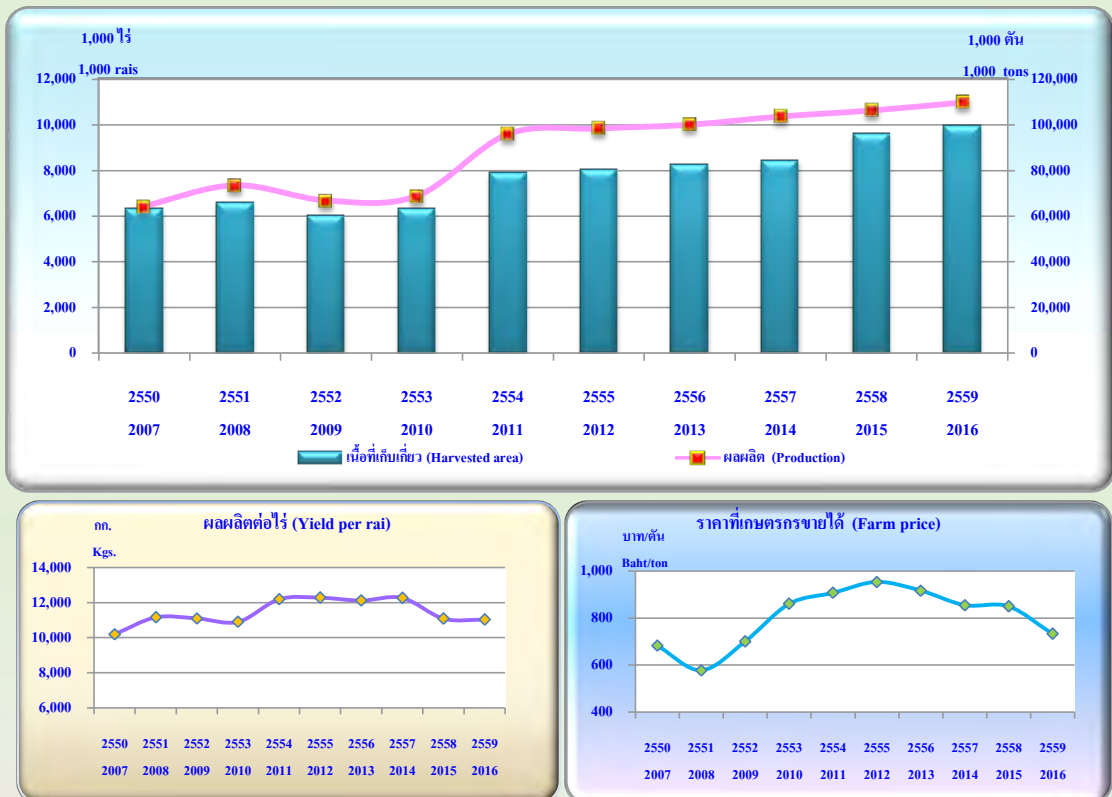 1,000 ไร่
1,000 ตัน
1,000 rais
1,000 tons
12,000
120,000
10,000
100,000
8,000
80,000
6,000
60,000
4,000
40,000
2,000
20,000
0
0
2550 2551 2552 2553 2554 2555 2556 2557 2558 2559
2007 2008 2009 2010 2011 2012 2013 2014 2015 2016
เนื้อที่เก็บเกี่ยว (Harvested area)
ผลผลิต (Production)
กก.
ผลผลิตต่อไร่ (Yield per rai)
Kgs.
14,000
12,000
10,000
8,000
6,000
2550 2551 2552 2553 2554 2555 2556 2557 2558 2559
2007 2008 2009 2010 2011 2012 2013 2014 2015 2016
ราคาที่เกษตรกรขายได้ (Farm price)
บาท/ตัน
Baht/ton
1,000
800
600
400
2550 2551 2552 2553 2554 2555 2556 2557 2558 2559
2007 2008 2009 2010 2011 2012 2013 2014 2015 2016